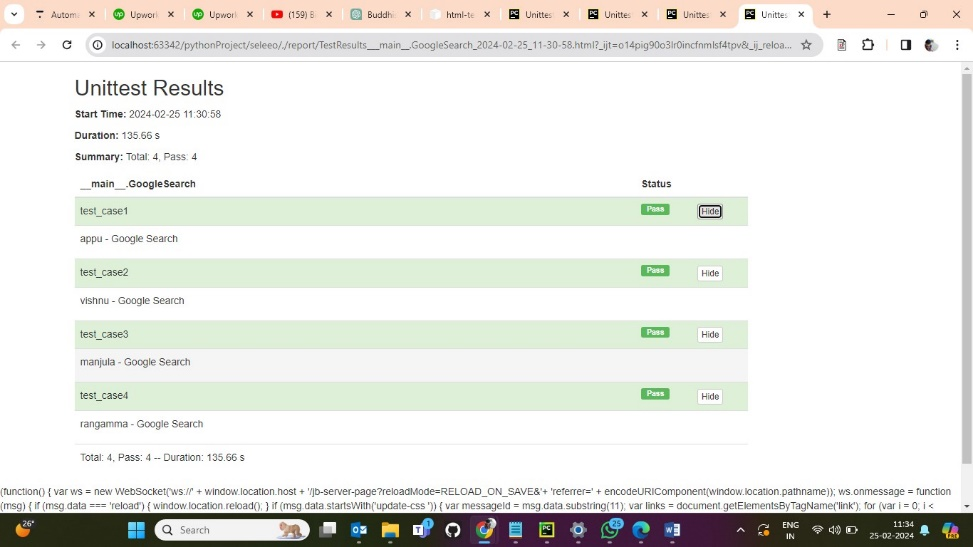 Automa
Upwor
Upwor
(159) B
Buddhi
html-te
Unittes
Unittes
Unittes
Unittes
localhost:63342/pythonProject/seleeo//report/TestResults___main__.GoogleSearch_2024-02-25_11-30-58.html?_ijt=o14pig90o3lr0incfnmlsf4tpv&_ij_reloa...
Unittest Results
Start Time: 2024-02-25 11:30:58
Duration: 135.66 s
Summary: Total: 4, Pass: 4
__main__.GoogleSearch Status
test_case1 Pass Hide
appu - Google Search
test_case2 Pass Hide
vishnu - Google Search
test_case3 Pass Hide
manjula - Google Search
test_case4 Pass Hide
rangamma - Google Search
Total: 4, Pass: 4 -- Duration: 135.66 s
(function() { var ws = new WebSocket('ws://' + window.location.host + '/jb-server-page?reloadMode=RELOAD_ON_SAVE&'+ 'referrer=' + encodeURIComponent(window.location.pathname)); ws.onmessage = function
(msg) { if (msg.data === 'reload') { window.location.reload(); } if (msg.data.startsWith('update-css ')) { var messageId = msg.data.substring(11); var links = document.getElementsByTagName('link'); for (var i = 0; i <
26°
Search
1
25
ENG
IN
11:34
25-02-2024